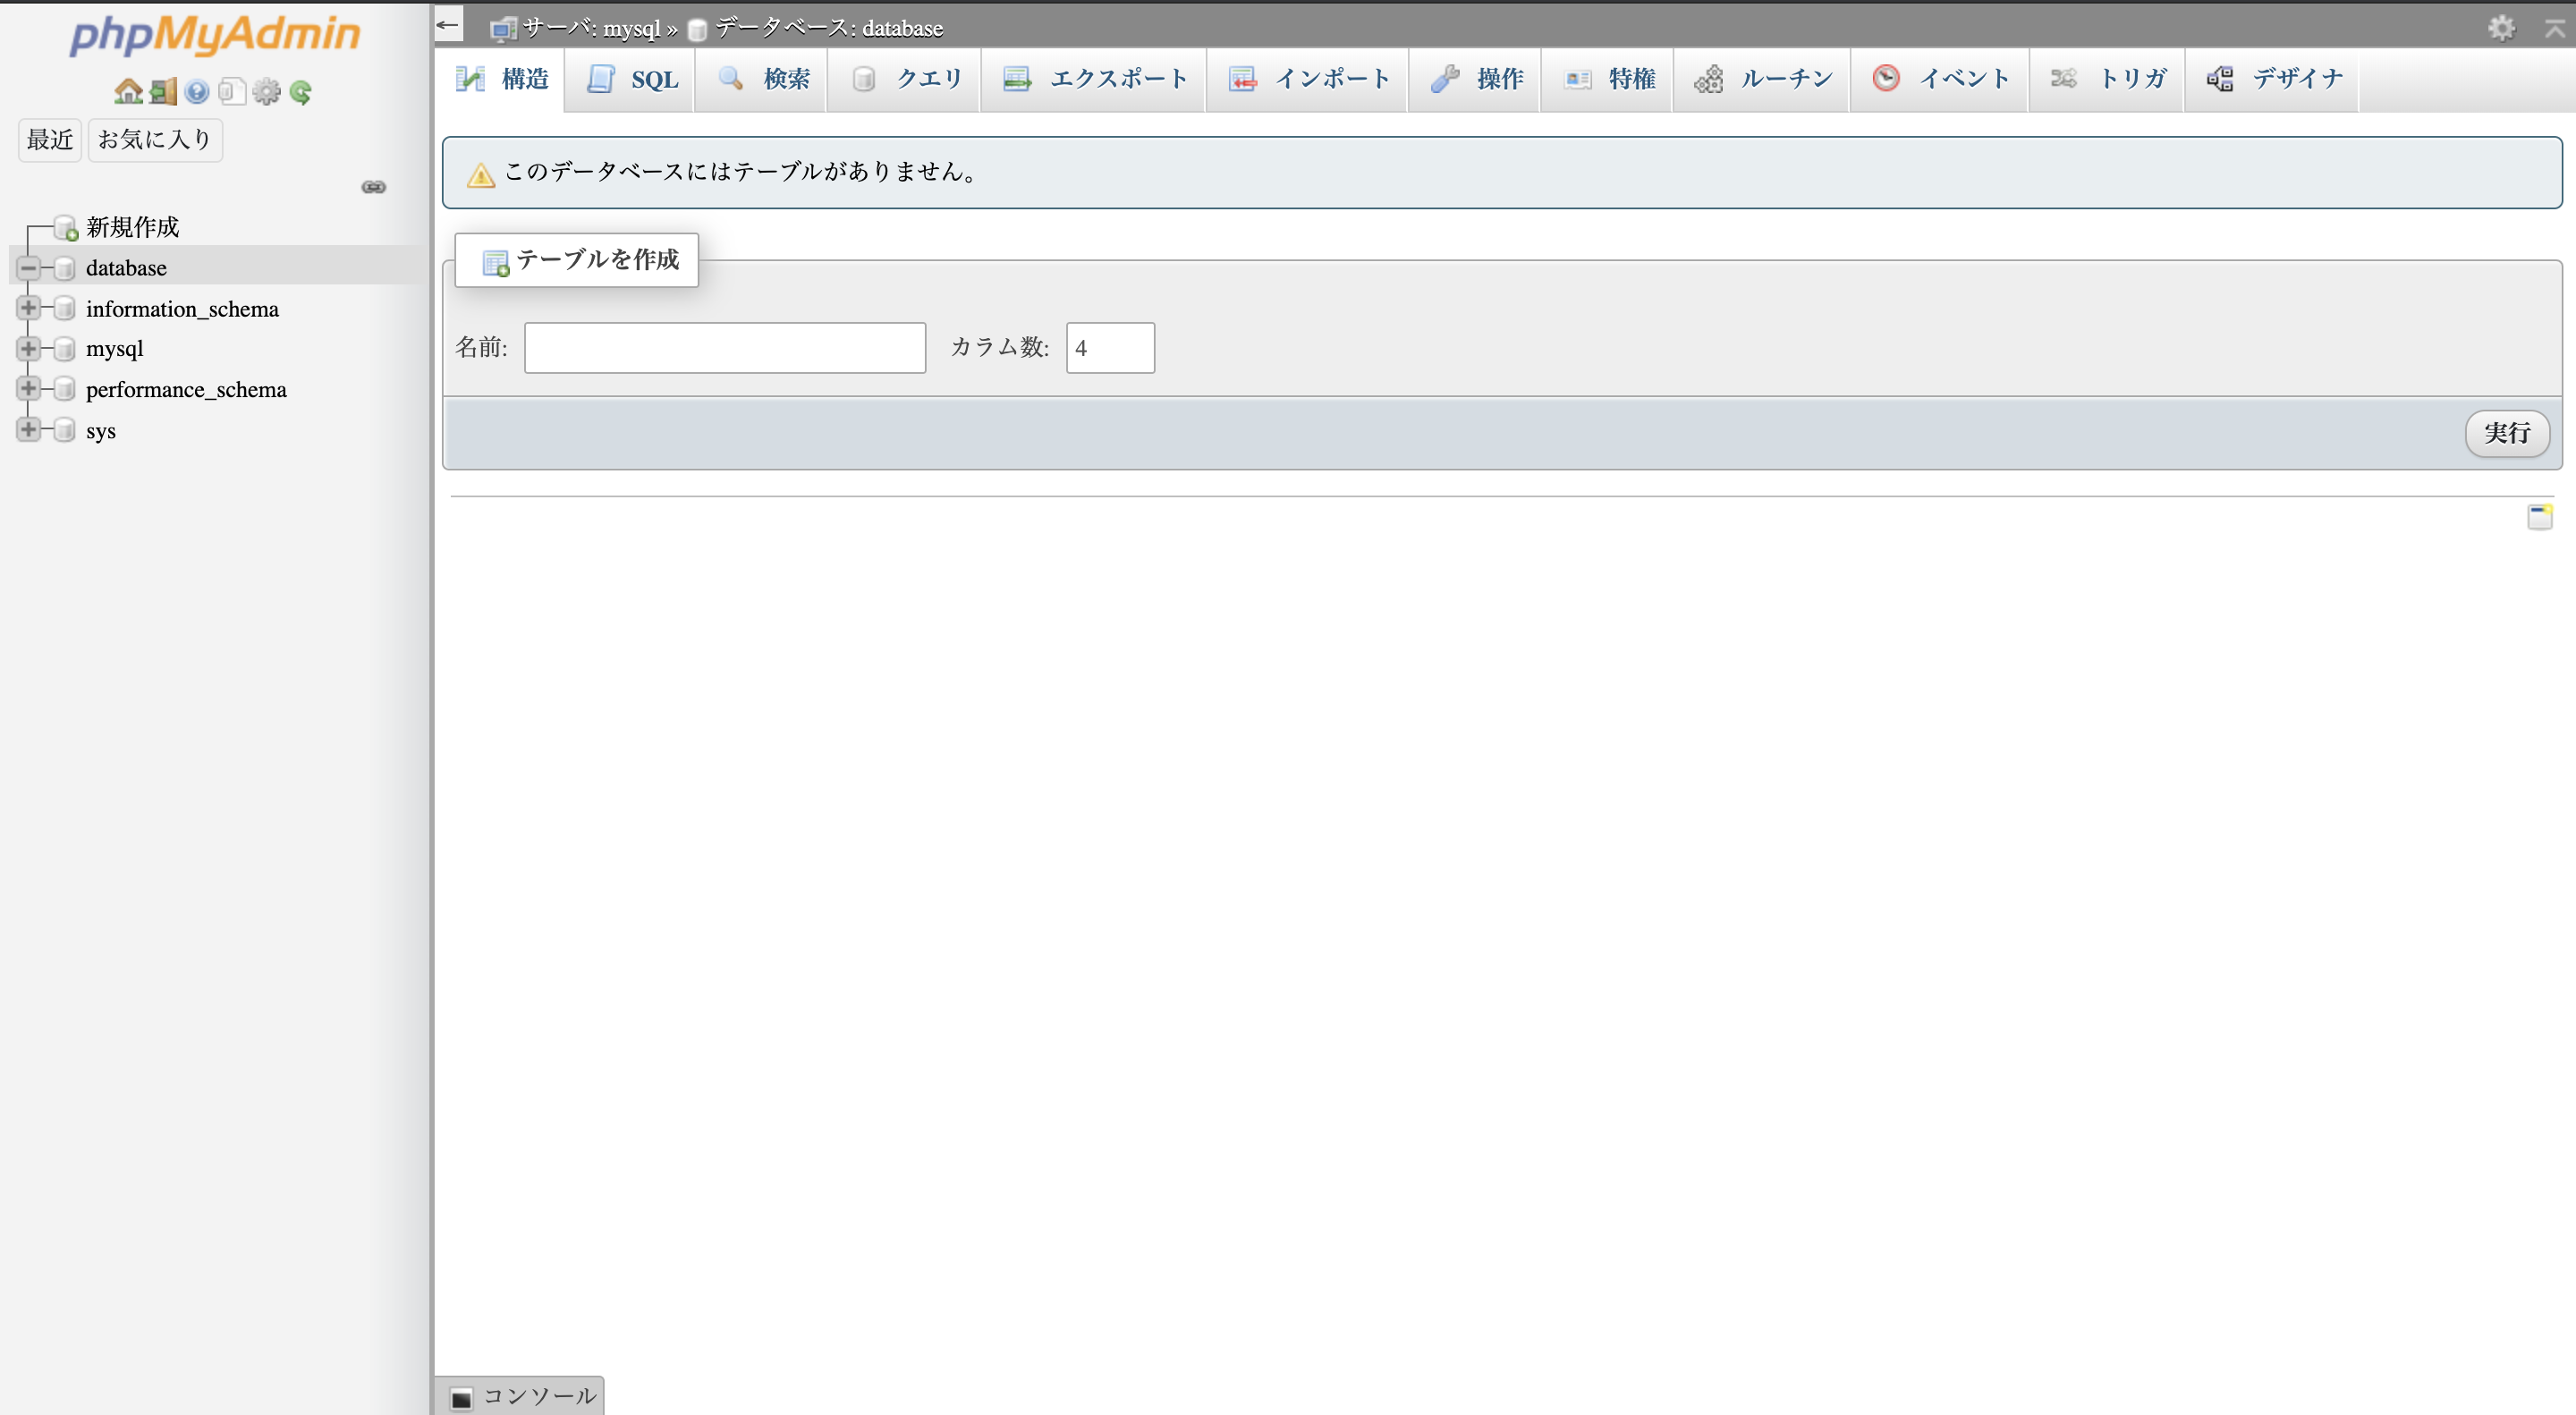 phpMyAdmin
最近 お気に入り
新規作成
database
information_schema
mysql
performance_schema
sys
サーバ: mysql » データベース: database
構造 SQL 検索 クエリ エクスポート インポート 操作 特権 ルーチン イベント トリガ デザイナ
このデータベースにはテーブルがありません。
テーブルを作成
名前: カラム数: 4
実行
コンソール